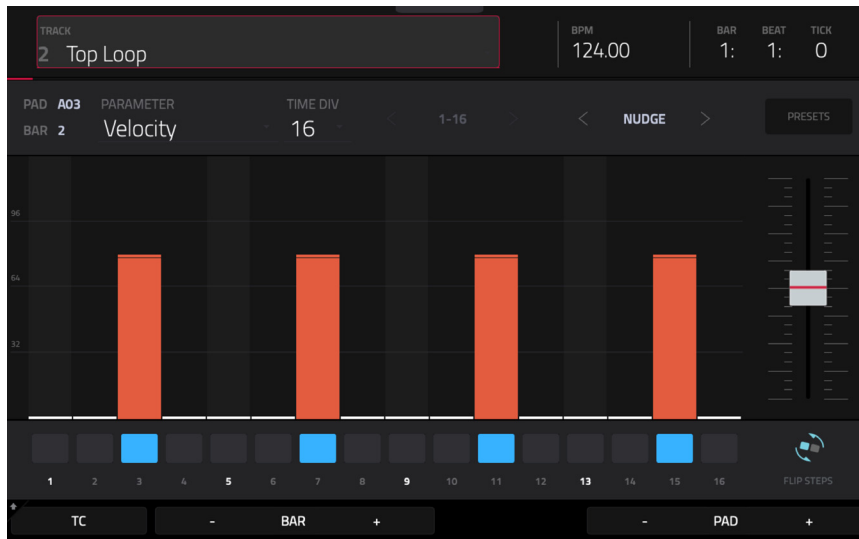 TRACK
2 Top Loop
BPM
124.00
BAR BEAT TICK
1: 1: 0
PAD A03
BAR 2
PARAMETER
Velocity
TIME DIV
16
< 1-16 >
< NUDGE >
PRESETS
96
64
32
1 2 3 4 5 6 7 8 9 10 11 12 13 14 15 16
FLIP STEPS
TC - BAR + - PAD +